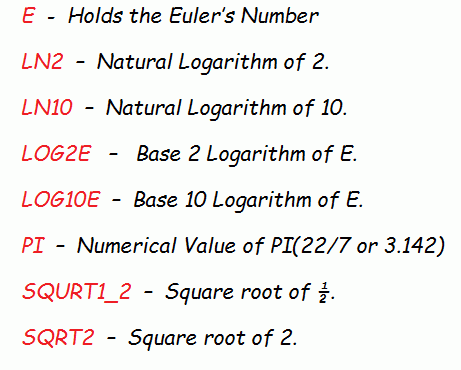 E - Holds the Euler's Number
LN2 – Natural Logarithm of 2.
LN10 – Natural Logarithm of 10.
LOG2E – Base 2 Logarithm of E.
LOG10E – Base 10 Logarithm of E.
PI – Numerical Value of PI(22/7 or 3.142)
SQURT1_2 – Square root of ½.
SQRT2 – Square root of 2.